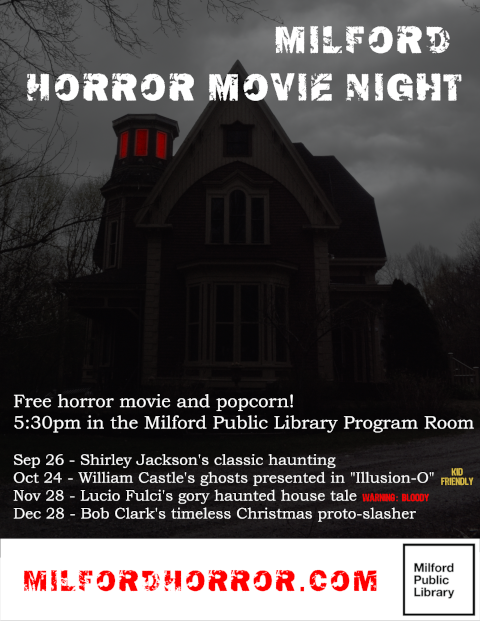 MILFORD
HORROR MOVIE NIGHT
Free horror movie and popcorn!
5:30pm in the Milford Public Library Program Room
Sep 26 - Shirley Jackson's classic haunting
Oct 24 - William Castle's ghosts presented in "Illusion-O" KID FRIENDLY
Nov 28 - Lucio Fulci's gory haunted house tale WARNING: BLOODY
Dec 28 - Bob Clark's timeless Christmas proto-slasher
MILFORDHORROR.COM
Milford
Public
Library